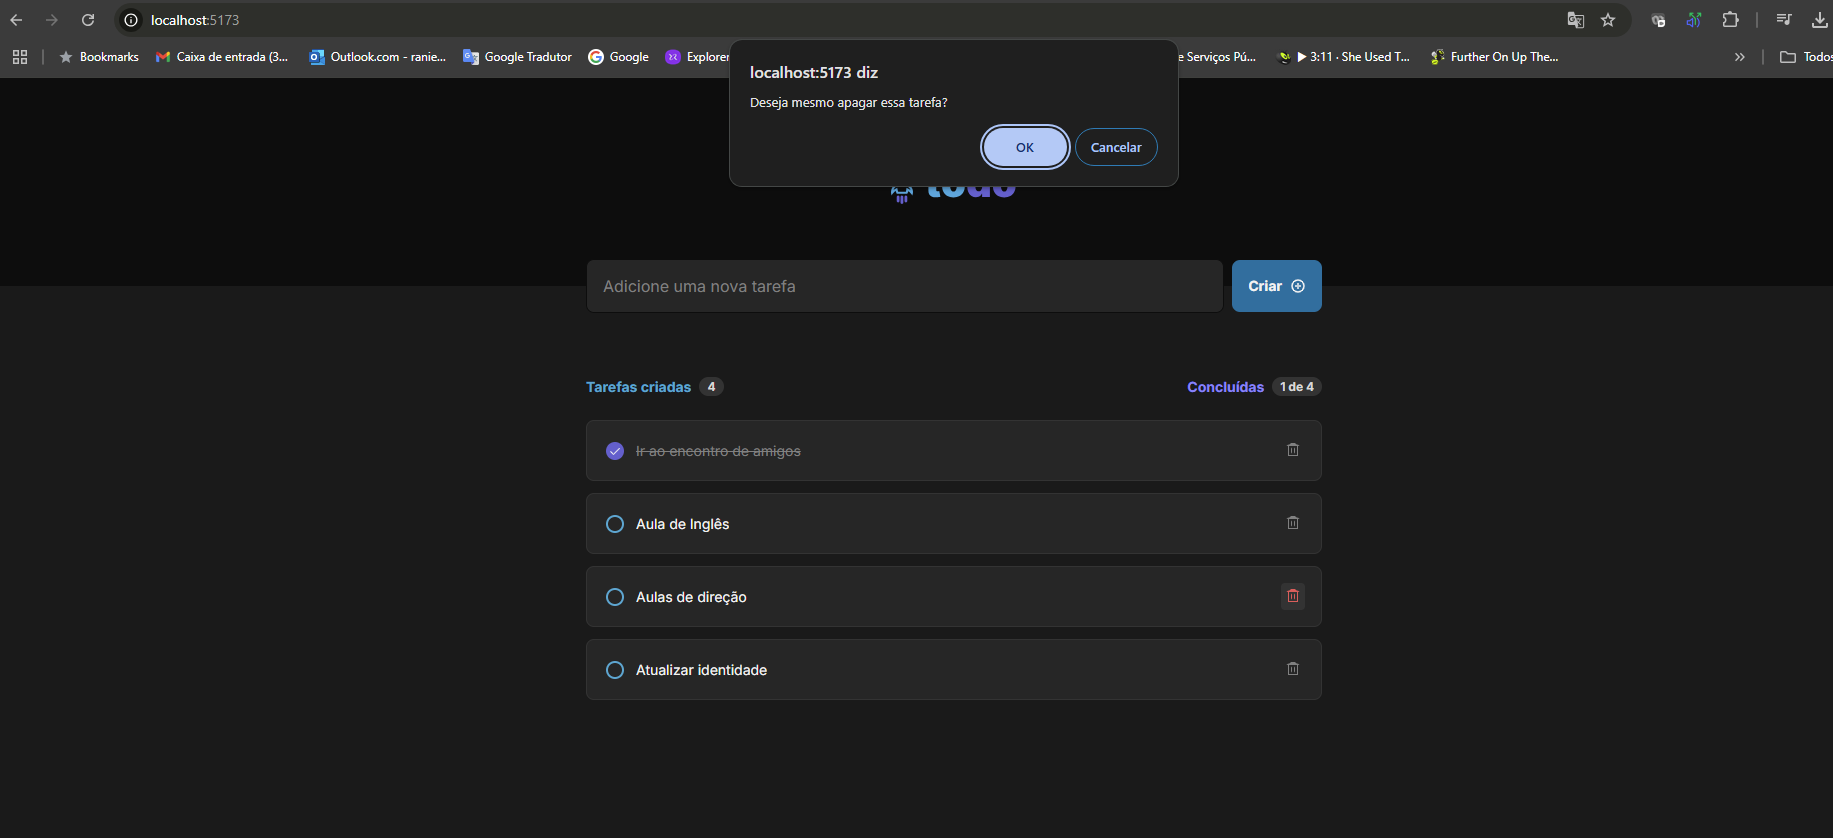 localhost:5173
Bookmarks
Caixa de entrada (3...
Outlook.com - ranie...
Google Tradutor
Google
Explorer
e Serviços Pú...
3:11 · She Used T...
Further On Up The...
»
Todos
localhost:5173 diz
Deseja mesmo apagar essa tarefa?
OK
Cancelar
todo
Adicione uma nova tarefa
Criar
Tarefas criadas 4
Concluídas 1 de 4
Ir ao encontro de amigos
Aula de Inglês
Aulas de direção
Atualizar identidade